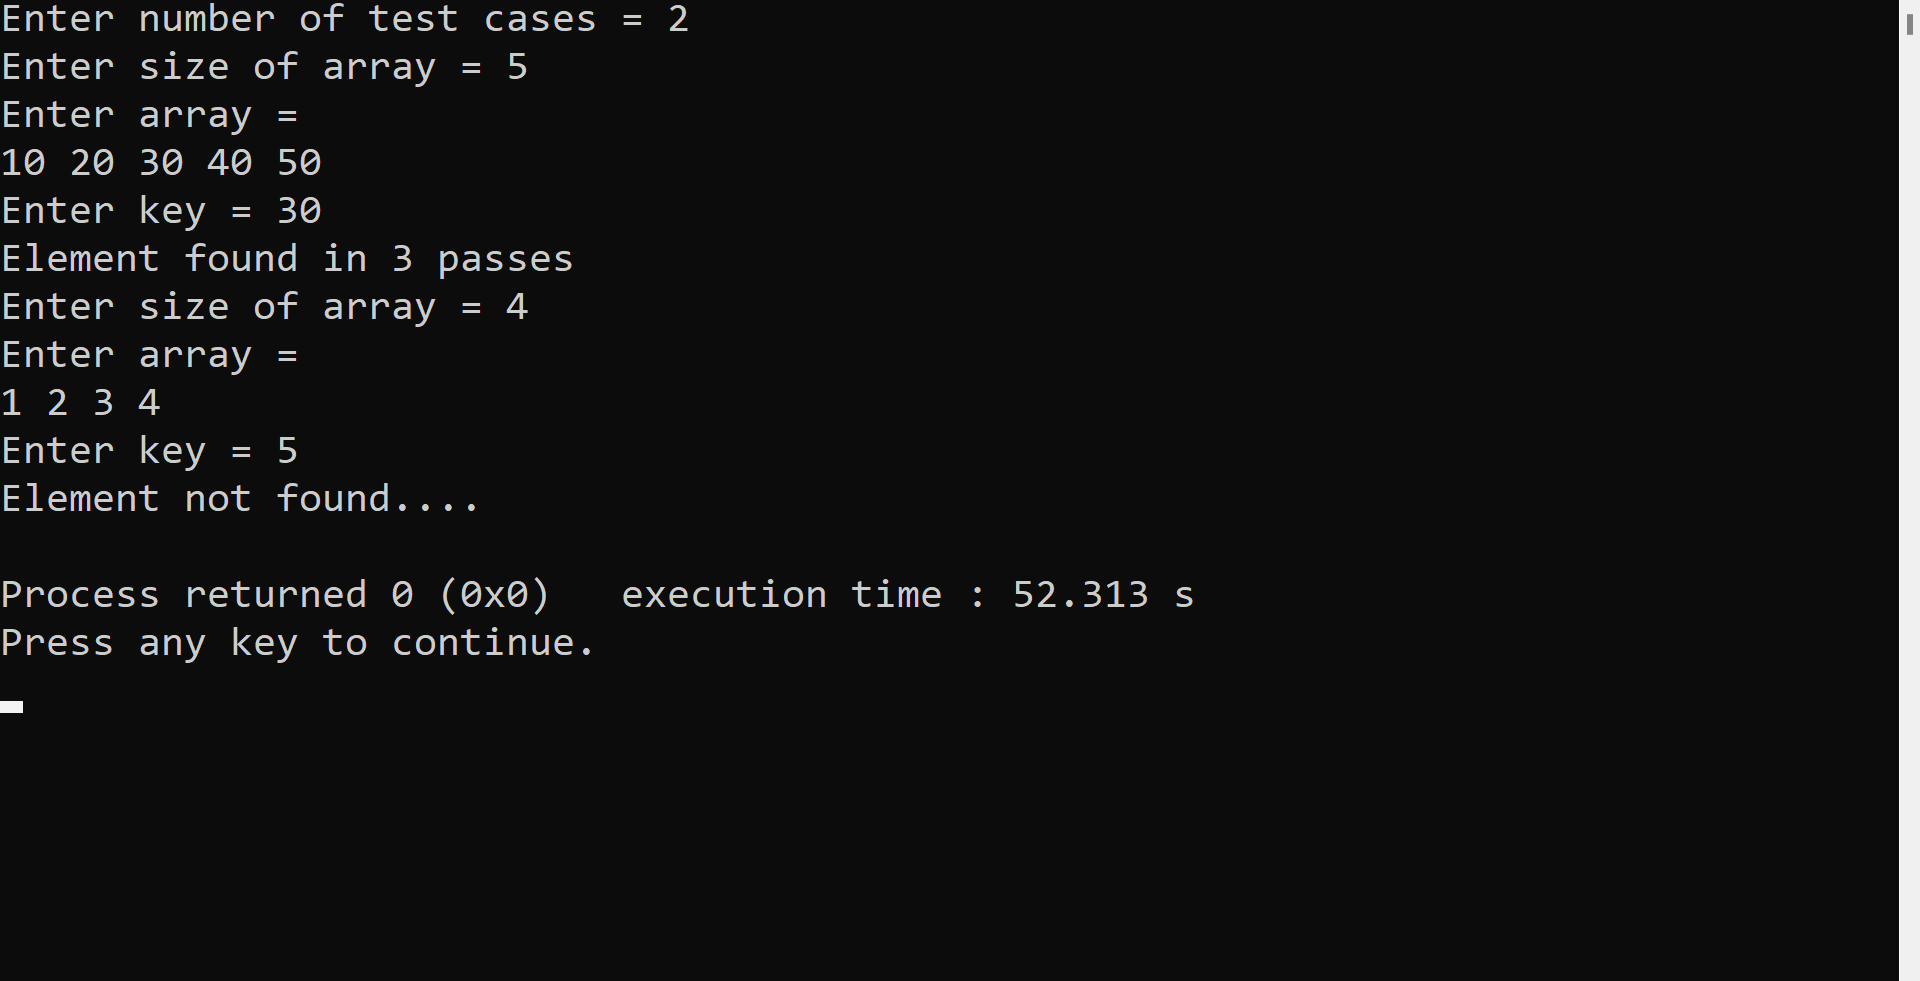 Enter number of test cases = 2
Enter size of array = 5
Enter array =
10 20 30 40 50
Enter key = 30
Element found in 3 passes
Enter size of array = 4
Enter array =
1 2 3 4
Enter key = 5
Element not found....
Process returned 0 (0x0)   execution time : 52.313 s
Press any key to continue.